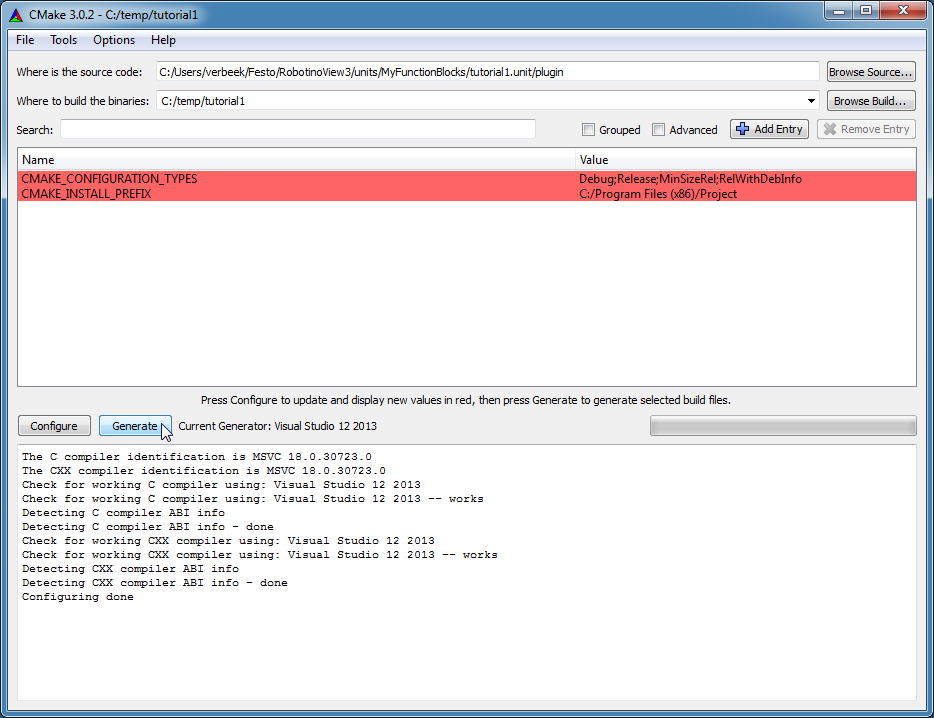 CMake 3.0.2 - C:/temp/tutorial1
File Tools Options Help
Where is the source code: C:/Users/verbeek/Festo/RobotinoView3/units/MyFunctionBlocks/tutorial1.unit/plugin Browse Source...
Where to build the binaries: C:/temp/tutorial1 Browse Build...
Search: Grouped Advanced Add Entry Remove Entry
Name Value
CMAKE_CONFIGURATION_TYPES Debug;Release;MinSizeRel;RelWithDebInfo
CMAKE_INSTALL_PREFIX C:/Program Files (x86)/Project
Press Configure to update and display new values in red, then press Generate to generate selected build files.
Configure Generate Current Generator: Visual Studio 12 2013
The C compiler identification is MSVC 18.0.30723.0
The CXX compiler identification is MSVC 18.0.30723.0
Check for working C compiler using: Visual Studio 12 2013
Check for working C compiler using: Visual Studio 12 2013 -- works
Detecting C compiler ABI info
Detecting C compiler ABI info - done
Check for working CXX compiler using: Visual Studio 12 2013
Check for working CXX compiler using: Visual Studio 12 2013 -- works
Detecting CXX compiler ABI info
Detecting CXX compiler ABI info - done
Configuring done